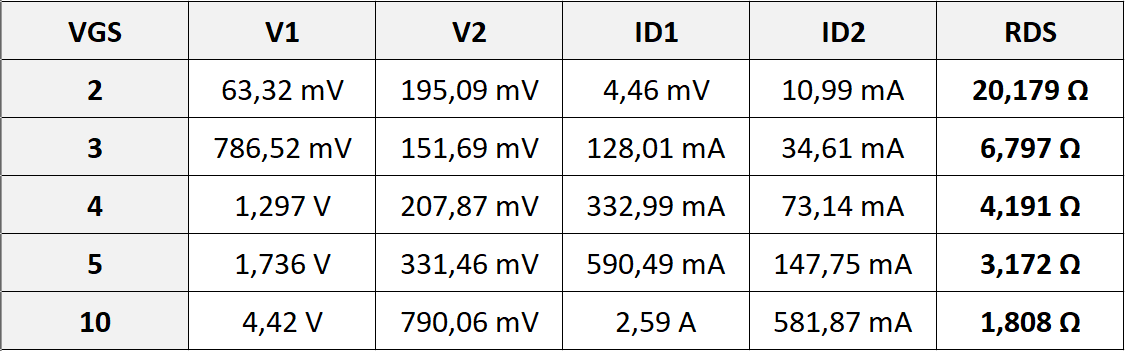 VGS V1 V2 ID1 ID2 RDS
2 63,32 mV 195,09 mV 4,46 mV 10,99 mA 20,179 Ω
3 786,52 mV 151,69 mV 128,01 mA 34,61 mA 6,797 Ω
4 1,297 V 207,87 mV 332,99 mA 73,14 mA 4,191 Ω
5 1,736 V 331,46 mV 590,49 mA 147,75 mA 3,172 Ω
10 4,42 V 790,06 mV 2,59 A 581,87 mA 1,808 Ω